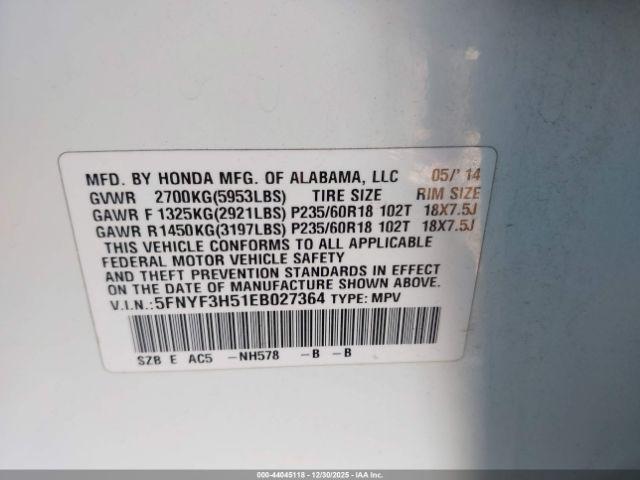 MFD. BY HONDA MFG. OF ALABAMA, LLC 05/'14
GVWR 2700KG(5953LBS) TIRE SIZE RIM SIZE
GAWR F 1325KG(2921LBS) P235/60R18 102T 18X7.5J
GAWR R1450KG(3197LBS) P235/60R18 102T 18X7.5J
THIS VEHICLE CONFORMS TO ALL APPLICABLE
FEDERAL MOTOR VEHICLE SAFETY
AND THEFT PREVENTION STANDARDS IN EFFECT
ON THE DATE OF MANUFACTURE SHOWN ABOVE.
V.I.N.:5FNYF3H51EB027364 TYPE: MPV
SZB E AC5 -NH578 -B -B
000-44045118 - 12/30/2025 - IAAI.CA